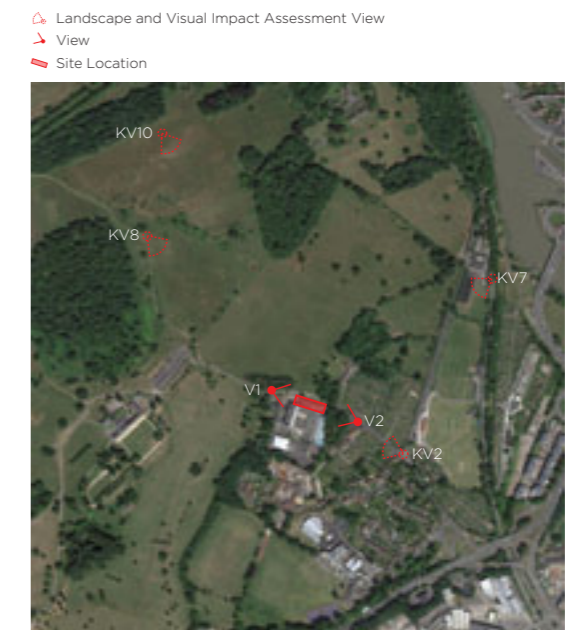 Landscape and Visual Impact Assessment View
View
Site Location
KV10
KV8
KV7
V1
V2
KV2